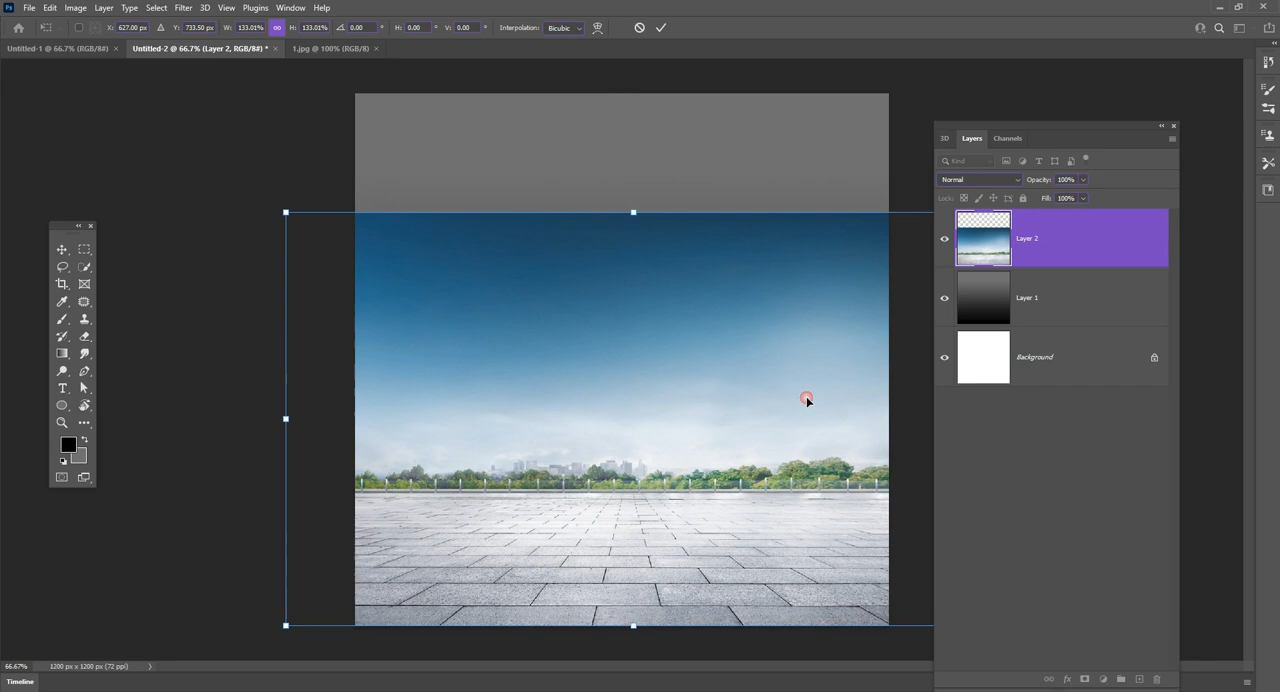 Ps File Edit Image Layer Type Select Filter 3D View Plugins Window Help
X: 627.00 px Y: 733.50 px W: 133.01% H: 133.01% 0.00 ° H: 0.00 ° V: 0.00 ° Interpolation: Bicubic
Untitled-1 @ 66.7% (RGB/8#) × Untitled-2 @ 66.7% (Layer 2, RGB/8#) * × 1.jpg @ 100% (RGB/8) ×
3D Layers Channels
Kind
Normal Opacity: 100%
Lock: Fill: 100%
Layer 2
Layer 1
Background
66.67% 1200 px x 1200 px (72 ppi)
Timeline